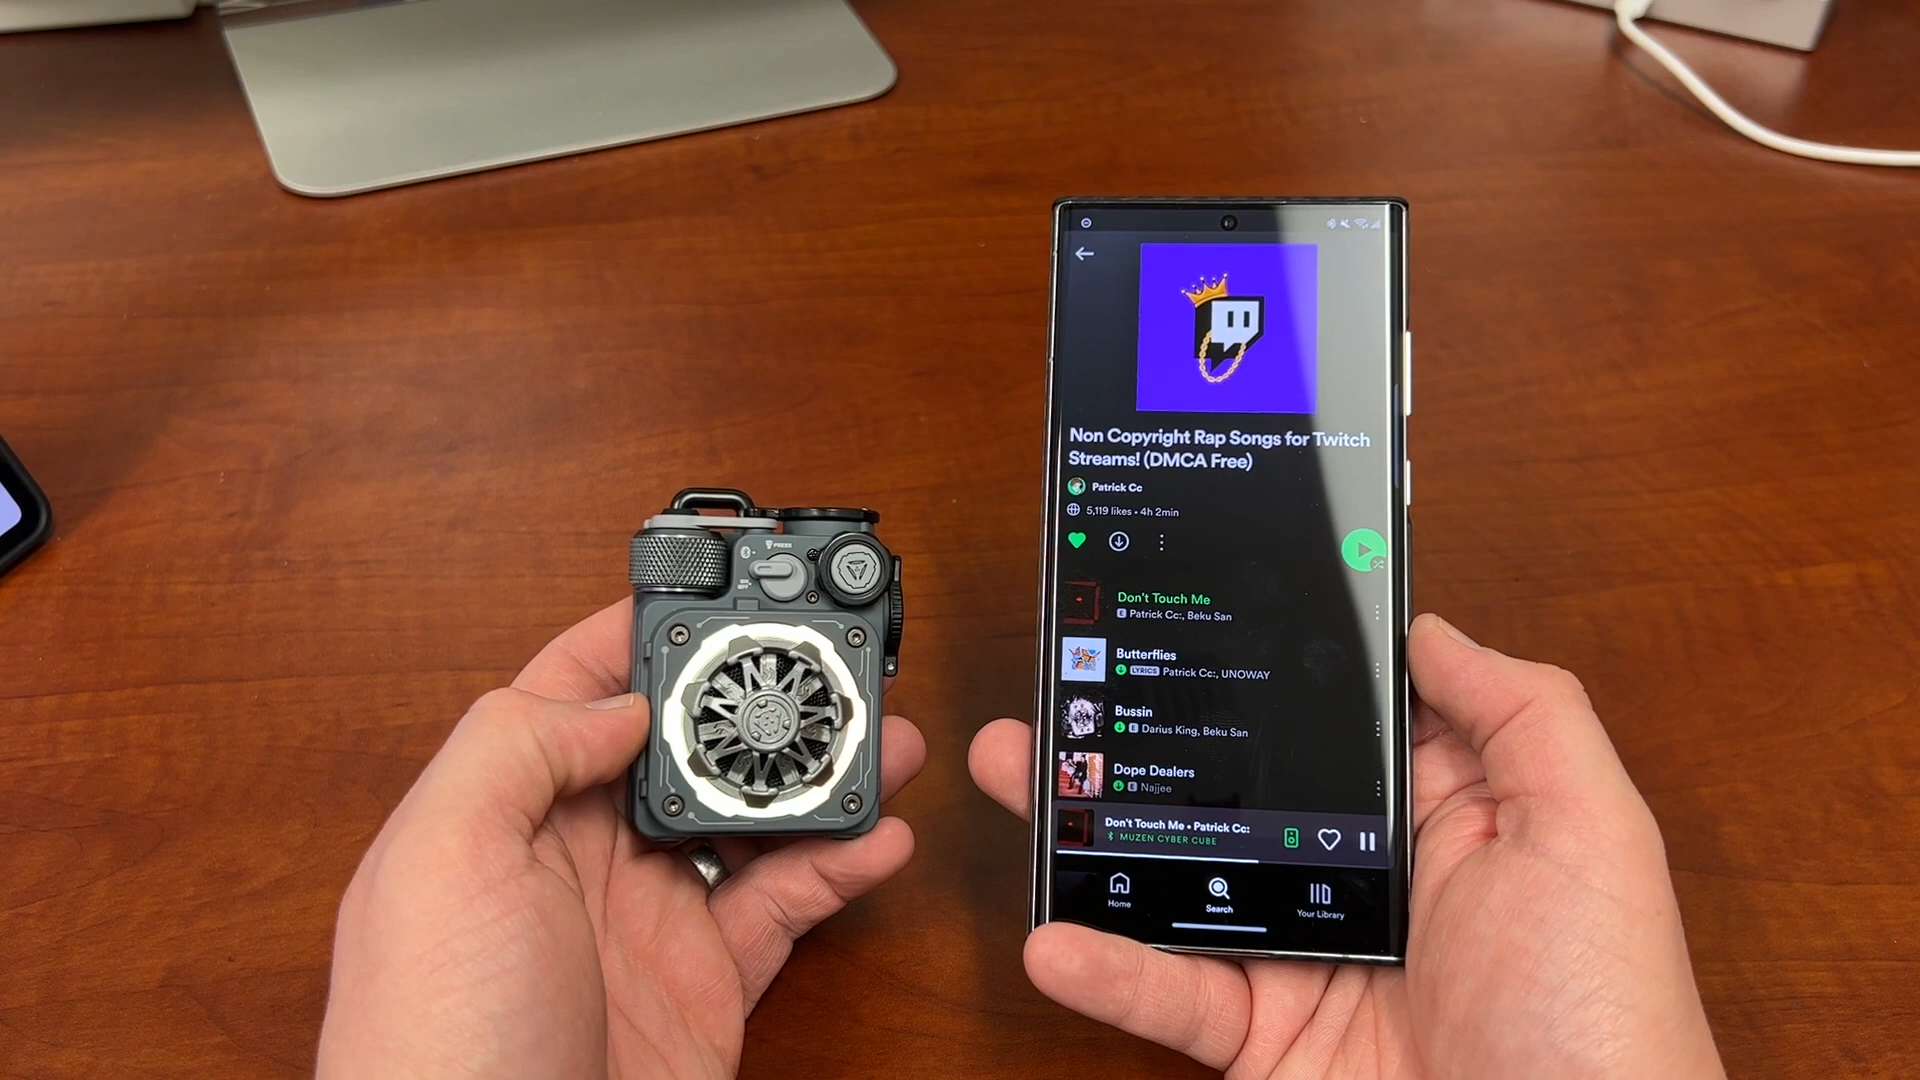 PRESS
Non Copyright Rap Songs for Twitch
Streams! (DMCA Free)
Patrick Cc
5,119 likes • 4h 2min
Don't Touch Me
E Patrick Cc:, Beku San
Butterflies
LYRICS Patrick Cc:, UNOWAY
Bussin
E Darius King, Beku San
Dope Dealers
E Najjee
Don't Touch Me • Patrick Cc:
MUZEN CYBER CUBE
Home
Search
Your Library